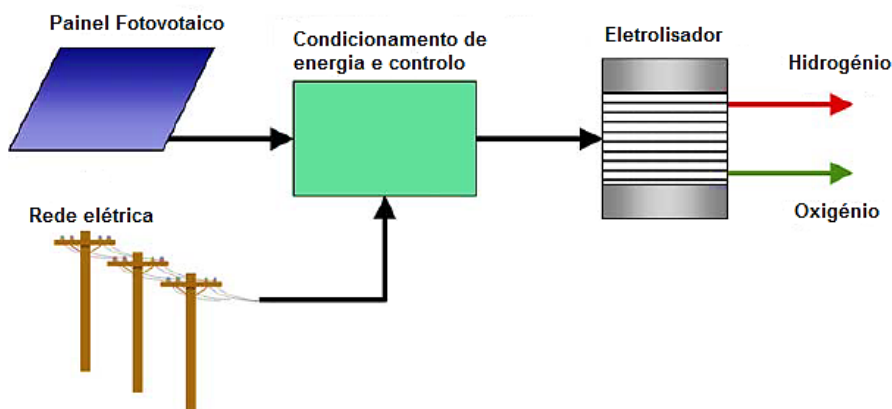 Painel Fotovotaico
Condicionamento de
energia e controlo
Eletrolisador
Hidrogénio
Oxigénio
Rede elétrica